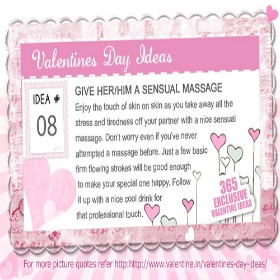 Valentines Day Ideas
IDEA #
08
GIVE HER/HIM A SENSUAL MASSAGE
Enjoy the touch of skin on skin as you take away all the
stress and tiredness off your partner with a nice sensual
massage. Don't worry even if you've never
attempted a massage before. Just a few basic
firm flowing strokes will be good enough
to make your special one happy. Follow
it up with a nice pool drink for
that professional touch.
365
EXCLUSIVE
VALENTINE IDEAS
For more picture quotes refer http:http://www.valentine.in/valentines-day-ideas/